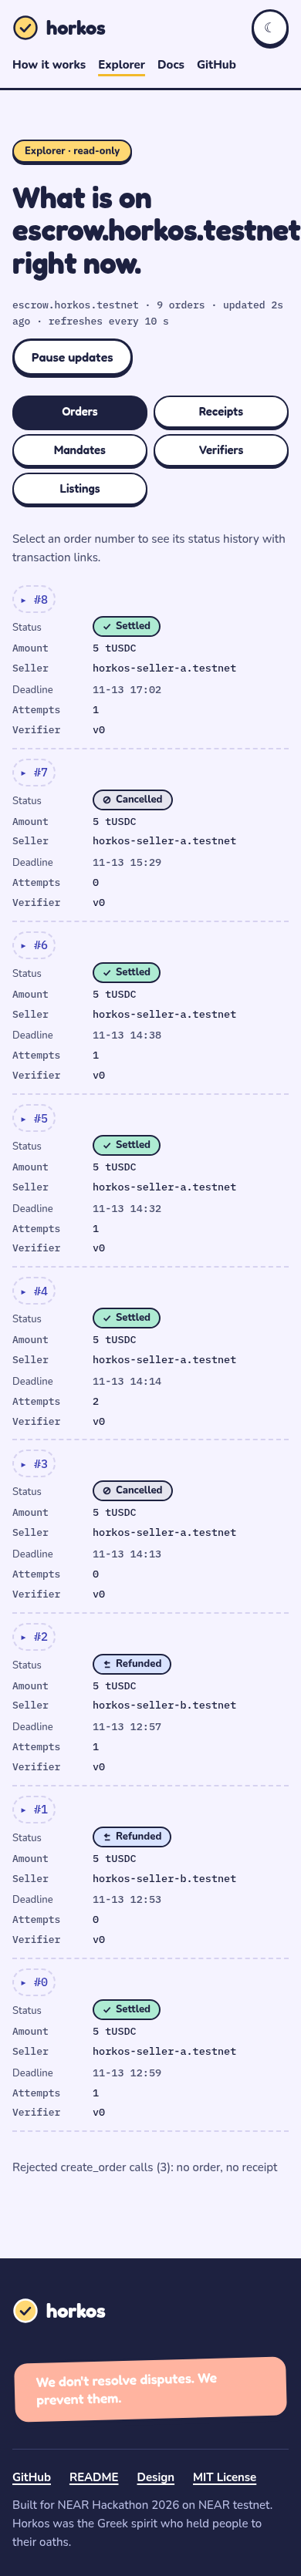 horkos
How it works Explorer Docs GitHub
Explorer · read-only
What is on
escrow.horkos.testnet
right now.
escrow.horkos.testnet · 9 orders · updated 2s
ago · refreshes every 10 s
Pause updates
Orders Receipts
Mandates Verifiers
Listings
Select an order number to see its status history with
transaction links.
▸ #8
Status ✓ Settled
Amount 5 tUSDC
Seller horkos-seller-a.testnet
Deadline 11-13 17:02
Attempts 1
Verifier v0
▸ #7
Status ⊘ Cancelled
Amount 5 tUSDC
Seller horkos-seller-a.testnet
Deadline 11-13 15:29
Attempts 0
Verifier v0
▸ #6
Status ✓ Settled
Amount 5 tUSDC
Seller horkos-seller-a.testnet
Deadline 11-13 14:38
Attempts 1
Verifier v0
▸ #5
Status ✓ Settled
Amount 5 tUSDC
Seller horkos-seller-a.testnet
Deadline 11-13 14:32
Attempts 1
Verifier v0
▸ #4
Status ✓ Settled
Amount 5 tUSDC
Seller horkos-seller-a.testnet
Deadline 11-13 14:14
Attempts 2
Verifier v0
▸ #3
Status ⊘ Cancelled
Amount 5 tUSDC
Seller horkos-seller-a.testnet
Deadline 11-13 14:13
Attempts 0
Verifier v0
▸ #2
Status Refunded
Amount 5 tUSDC
Seller horkos-seller-b.testnet
Deadline 11-13 12:57
Attempts 1
Verifier v0
▸ #1
Status Refunded
Amount 5 tUSDC
Seller horkos-seller-b.testnet
Deadline 11-13 12:53
Attempts 0
Verifier v0
▸ #0
Status ✓ Settled
Amount 5 tUSDC
Seller horkos-seller-a.testnet
Deadline 11-13 12:59
Attempts 1
Verifier v0
Rejected create_order calls (3): no order, no receipt
horkos
We don't resolve disputes. We
prevent them.
GitHub README Design MIT License
Built for NEAR Hackathon 2026 on NEAR testnet.
Horkos was the Greek spirit who held people to
their oaths.